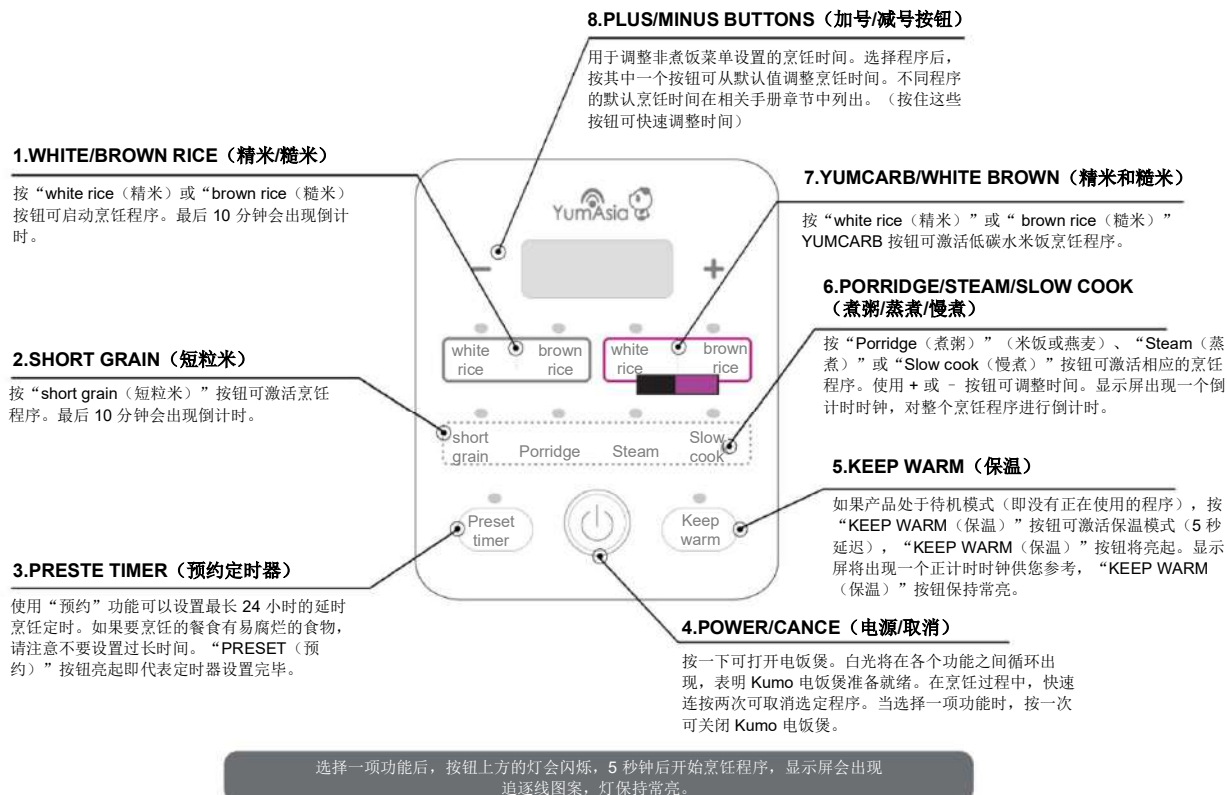 8.PLUS/MINUS BUTTONS（加号/减号按钮）
用于调整非煮饭菜单设置的烹饪时间。选择程序后，
按其中一个按钮可从默认值调整烹饪时间。不同程序
的默认烹饪时间在相关手册章节中列出。（按住这些
按钮可快速调整时间）
1.WHITE/BROWN RICE（精米/糙米）
按“white rice（精米）或“brown rice（糙米）
按钮可启动烹饪程序。最后 10 分钟会出现倒计
时。
7.YUMCARB/WHITE BROWN（精米和糙米）
按“white rice（精米）”或“ brown rice（糙米）”
YUMCARB 按钮可激活低碳水米饭烹饪程序。
YumAsia
− +
white
rice
brown
rice
white
rice
brown
rice
2.SHORT GRAIN（短粒米）
按“short grain（短粒米）”按钮可激活烹饪
程序。最后 10 分钟会出现倒计时。
6.PORRIDGE/STEAM/SLOW COOK
（煮粥/蒸煮/慢煮）
按“Porridge（煮粥）”（米饭或燕麦）、“Steam（蒸
煮）”或“Slow cook（慢煮）”按钮可激活相应的烹饪
程序。使用 + 或 － 按钮可调整时间。显示屏出现一个倒
计时时钟，对整个烹饪程序进行倒计时。
short
grain
Porridge
Steam
Slow
cook
5.KEEP WARM（保温）
如果产品处于待机模式（即没有正在使用的程序），按
“KEEP WARM（保温）”按钮可激活保温模式（5 秒
延迟），“KEEP WARM（保温）”按钮将亮起。显示
屏将出现一个正计时时钟供您参考，“KEEP WARM
（保温）”按钮保持常亮。
Preset
timer
Keep
warm
3.PRESTE TIMER（预约定时器）
使用“预约”功能可以设置最长 24 小时的延时
烹饪定时。如果要烹饪的餐食有易腐烂的食物，
请注意不要设置过长时间。“PRESET（预
约）”按钮亮起即代表定时器设置完毕。
4.POWER/CANCE（电源/取消）
按一下可打开电饭煲。白光将在各个功能之间循环出
现，表明 Kumo 电饭煲准备就绪。在烹饪过程中，快速
连按两次可取消选定程序。当选择一项功能时，按一次
可关闭 Kumo 电饭煲。
选择一项功能后，按钮上方的灯会闪烁，5 秒钟后开始烹饪程序，显示屏会出现
追逐线图案，灯保持常亮。